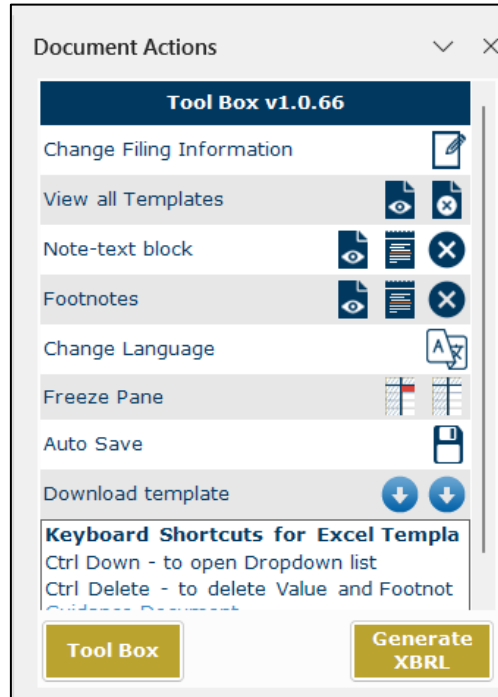 Document Actions
Tool Box v1.0.66
Change Filing Information
View all Templates
Note-text block
Footnotes
Change Language
Freeze Pane
Auto Save
Download template
Keyboard Shortcuts for Excel Templa
Ctrl Down - to open Dropdown list
Ctrl Delete - to delete Value and Footnot
Tool Box
Generate
XBRL